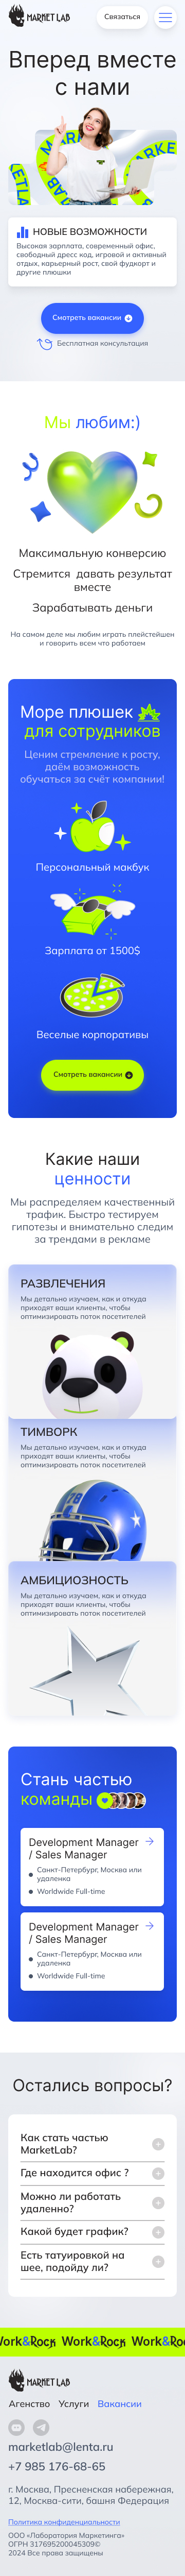 MARKET LAB
Связаться
Вперед вместе
с нами
НОВЫЕ ВОЗМОЖНОСТИ
Высокая зарплата, современный офис,
свободный дресс код, игровой и активный
отдых. карьерный рост, свой фудкорт и
другие плюшки
Смотреть вакансии
Бесплатная консультация
Мы любим:)
Максимальную конверсию
Стремится давать результат
вместе
Зарабатывать деньги
На самом деле мы любим играть плейстейшен
и говорить всем что работаем
Море плюшек
для сотрудников
Ценим стремление к росту,
даём возможность
обучаться за счёт компании!
Персональный макбук
Зарплата от 1500$
Веселые корпоративы
Смотреть вакансии
Какие наши
ценности
Мы распределяем качественный
трафик. Быстро тестируем
гипотезы и внимательно следим
за трендами в рекламе
РАЗВЛЕЧЕНИЯ
Мы детально изучаем, как и откуда
приходят ваши клиенты, чтобы
оптимизировать поток посетителей
ТИМВОРК
Мы детально изучаем, как и откуда
приходят ваши клиенты, чтобы
оптимизировать поток посетителей
АМБИЦИОЗНОСТЬ
Мы детально изучаем, как и откуда
приходят ваши клиенты, чтобы
оптимизировать поток посетителей
Стань частью
команды
Development Manager
/ Sales Manager
Санкт-Петербург, Москва или
удаленка
Worldwide Full-time
Development Manager
/ Sales Manager
Санкт-Петербург, Москва или
удаленка
Worldwide Full-time
Остались вопросы?
Как стать частью
MarketLab?
Где находится офис ?
Можно ли работать
удаленно?
Какой будет график?
Есть татуировкой на
шее, подойду ли?
Work&Rock Work&Rock Work&Roc
MARKET LAB
Агенство Услуги Вакансии
marketlab@lenta.ru
+7 985 176-68-65
г. Москва, Пресненская набережная,
12, Москва-сити, башня Федерация
Политика конфиденциальности
ООО «Лаборатория Маркетинга»
ОГРН 317695200045309©
2024 Все права защищены